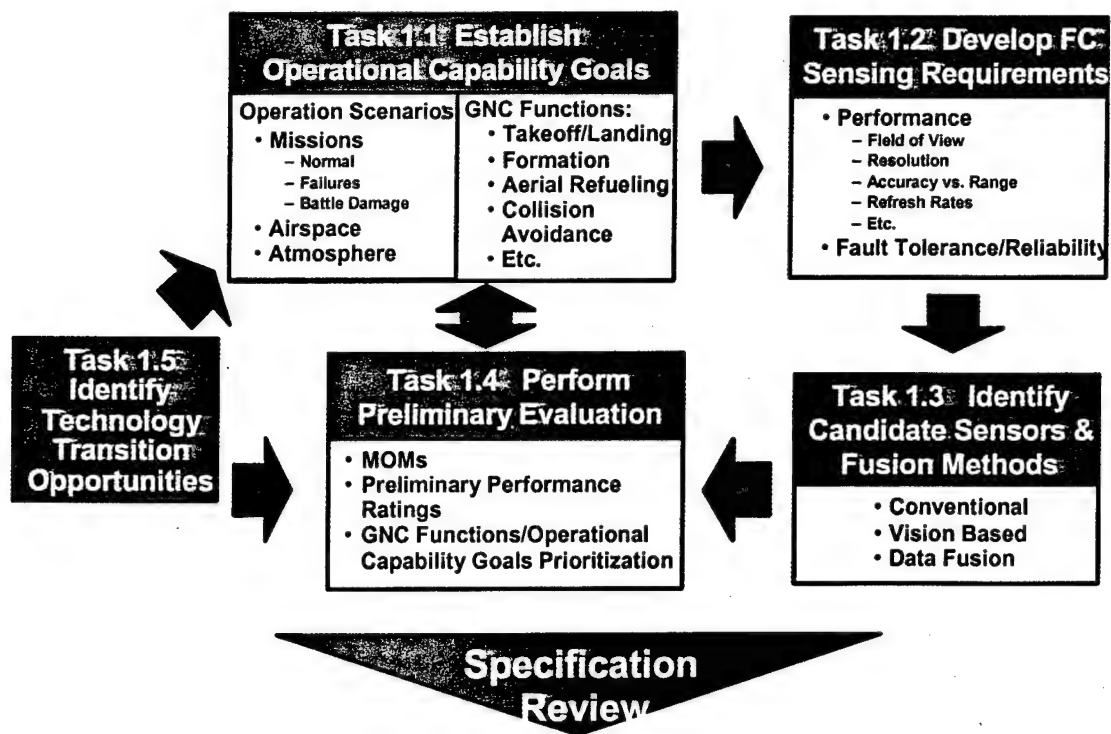 Task 1.1 Establish
Operational Capability Goals
Operation Scenarios
• Missions
– Normal
– Failures
– Battle Damage
• Airspace
• Atmosphere
GNC Functions:
• Takeoff/Landing
• Formation
• Aerial Refueling
• Collision
Avoidance
• Etc.
Task 1.2 Develop FC
Sensing Requirements
• Performance
– Field of View
– Resolution
– Accuracy vs. Range
– Refresh Rates
– Etc.
• Fault Tolerance/Reliability
Task 1.5
Identify
Technology
Transition
Opportunities
Task 1.4 Perform
Preliminary Evaluation
• MOMs
• Preliminary Performance
Ratings
• GNC Functions/Operational
Capability Goals Prioritization
Task 1.3 Identify
Candidate Sensors &
Fusion Methods
• Conventional
• Vision Based
• Data Fusion
Specification
Review